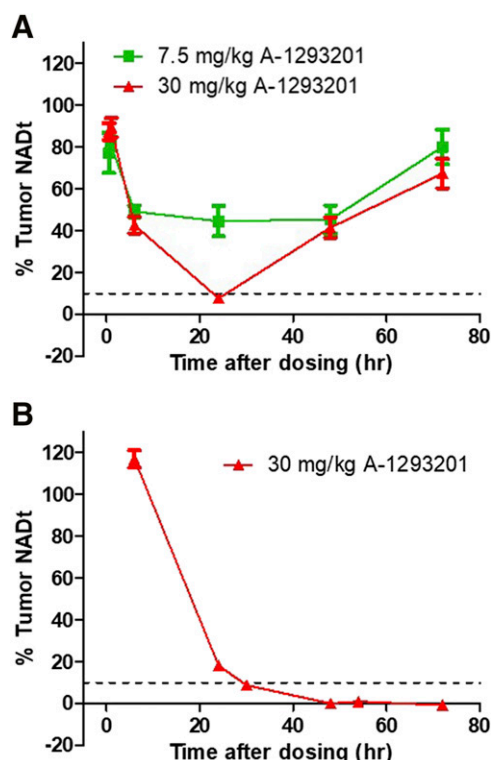 A
7.5 mg/kg A-1293201
30 mg/kg A-1293201
% Tumor NADt
120
100
80
60
40
20
0
-20
0 20 40 60 80
Time after dosing (hr)
B
30 mg/kg A-1293201
% Tumor NADt
120
100
80
60
40
20
0
-20
0 20 40 60 80
Time after dosing (hr)